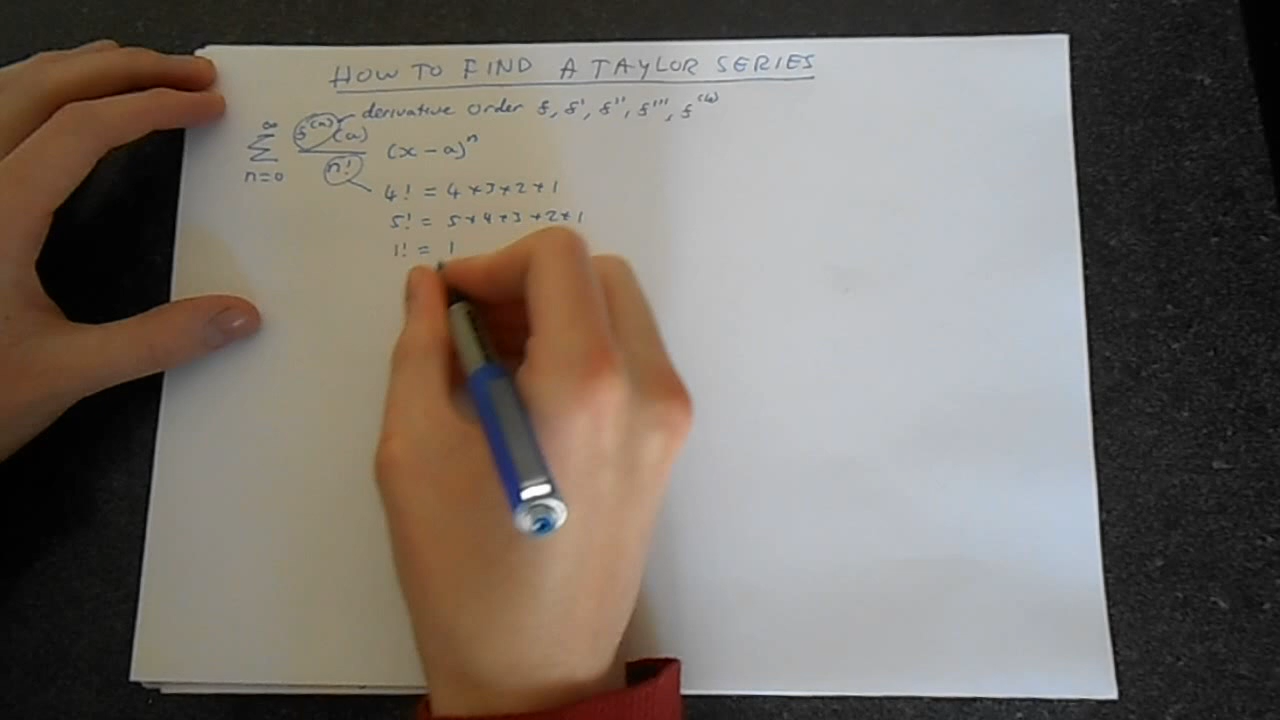 HOW TO FIND A TAYLOR SERIES
derivative order f, f', f'', f''', f⁽⁴⁾
∞
∑ f⁽ⁿ⁾(a) / n! (x - a)ⁿ
n=0
4! = 4*3*2*1
5! = 5*4*3*2*1
1! = 1